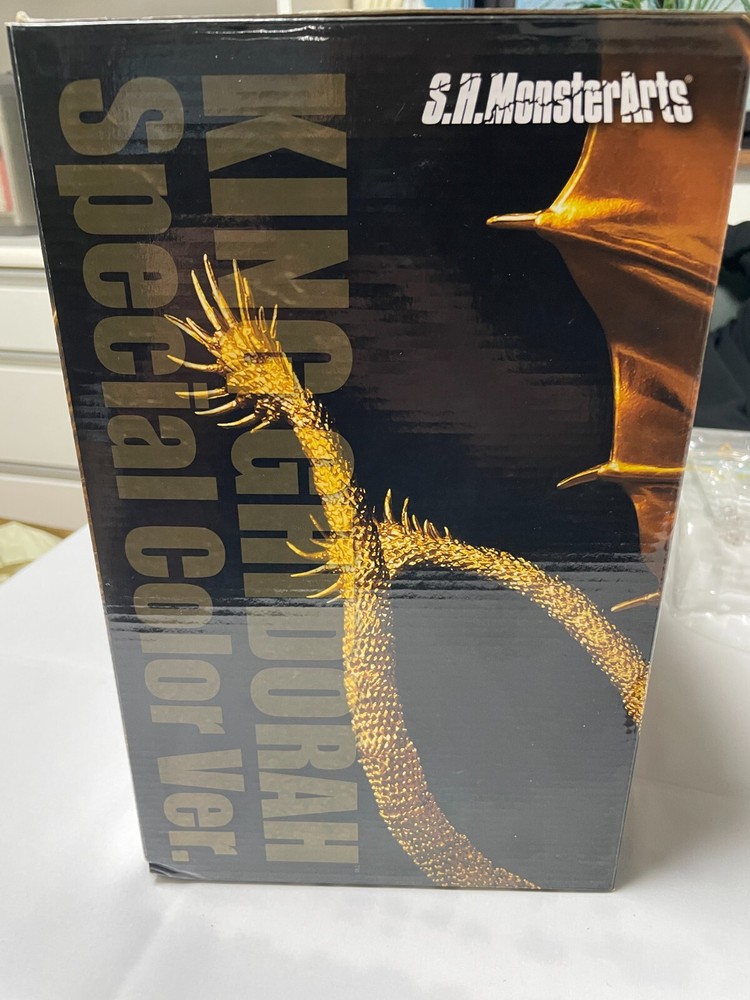 S.H.MonsterArts
KING GHIDORAH
Special Color Ver.